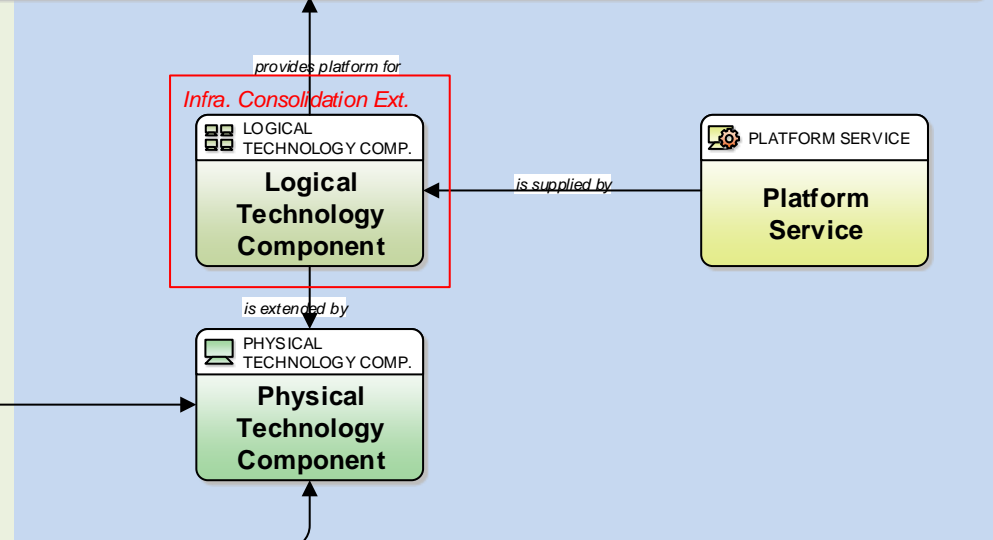 provides platform for
Infra. Consolidation Ext.
LOGICAL
TECHNOLOGY COMP.
Logical
Technology
Component
is supplied by
PLATFORM SERVICE
Platform
Service
is extended by
PHYSICAL
TECHNOLOGY COMP.
Physical
Technology
Component